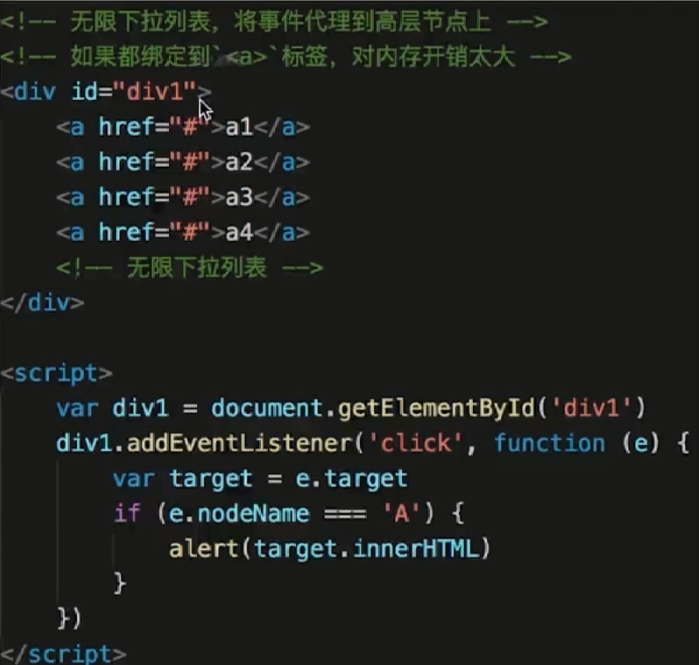 <!-- 无限下拉列表，将事件代理到高层节点上 -->
<!-- 如果都绑定到`<a>`标签，对内存开销太大 -->
<div id="div1">
    <a href="#">a1</a>
    <a href="#">a2</a>
    <a href="#">a3</a>
    <a href="#">a4</a>
    <!-- 无限下拉列表 -->
</div>
<script>
    var div1 = document.getElementById('div1')
    div1.addEventListener('click', function (e) {
        var target = e.target
        if (e.nodeName === 'A') {
            alert(target.innerHTML)
        }
    })
</script>